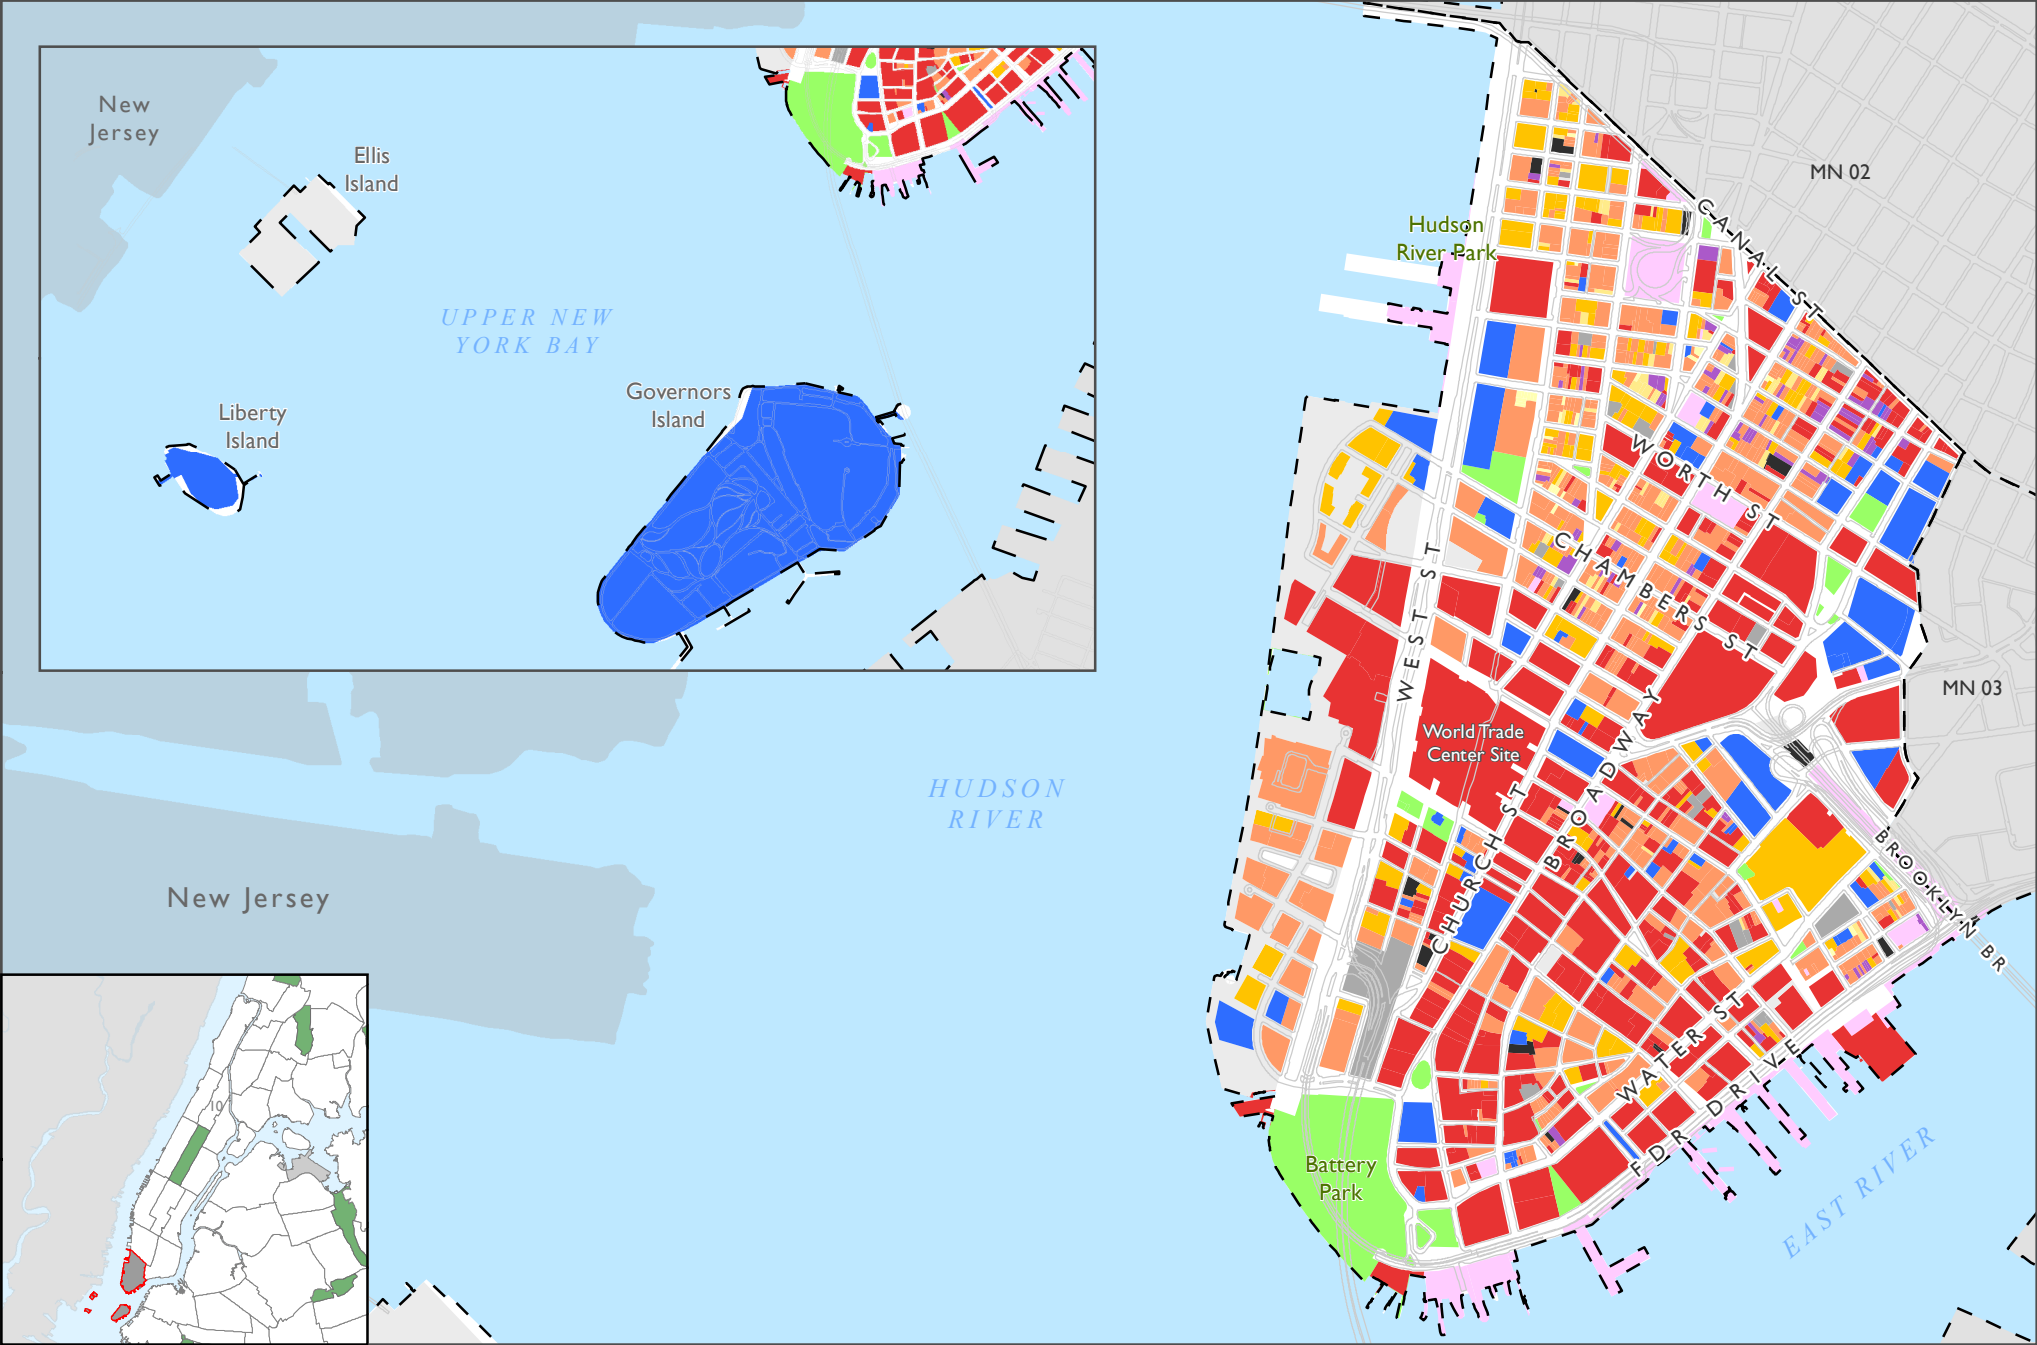 New
Jersey
Ellis
Island
UPPER NEW
YORK BAY
Governors
Island
Liberty
Island
MN 02
CANAL ST
Hudson
River Park
WORTH ST
CHAMBERS ST
WEST ST
MN 03
BROADWAY
World Trade
Center Site
HUDSON
RIVER
CHURCH ST
BROOKLYN BR
New Jersey
WATER ST
FDR DRIVE
10
Battery
Park
EAST RIVER